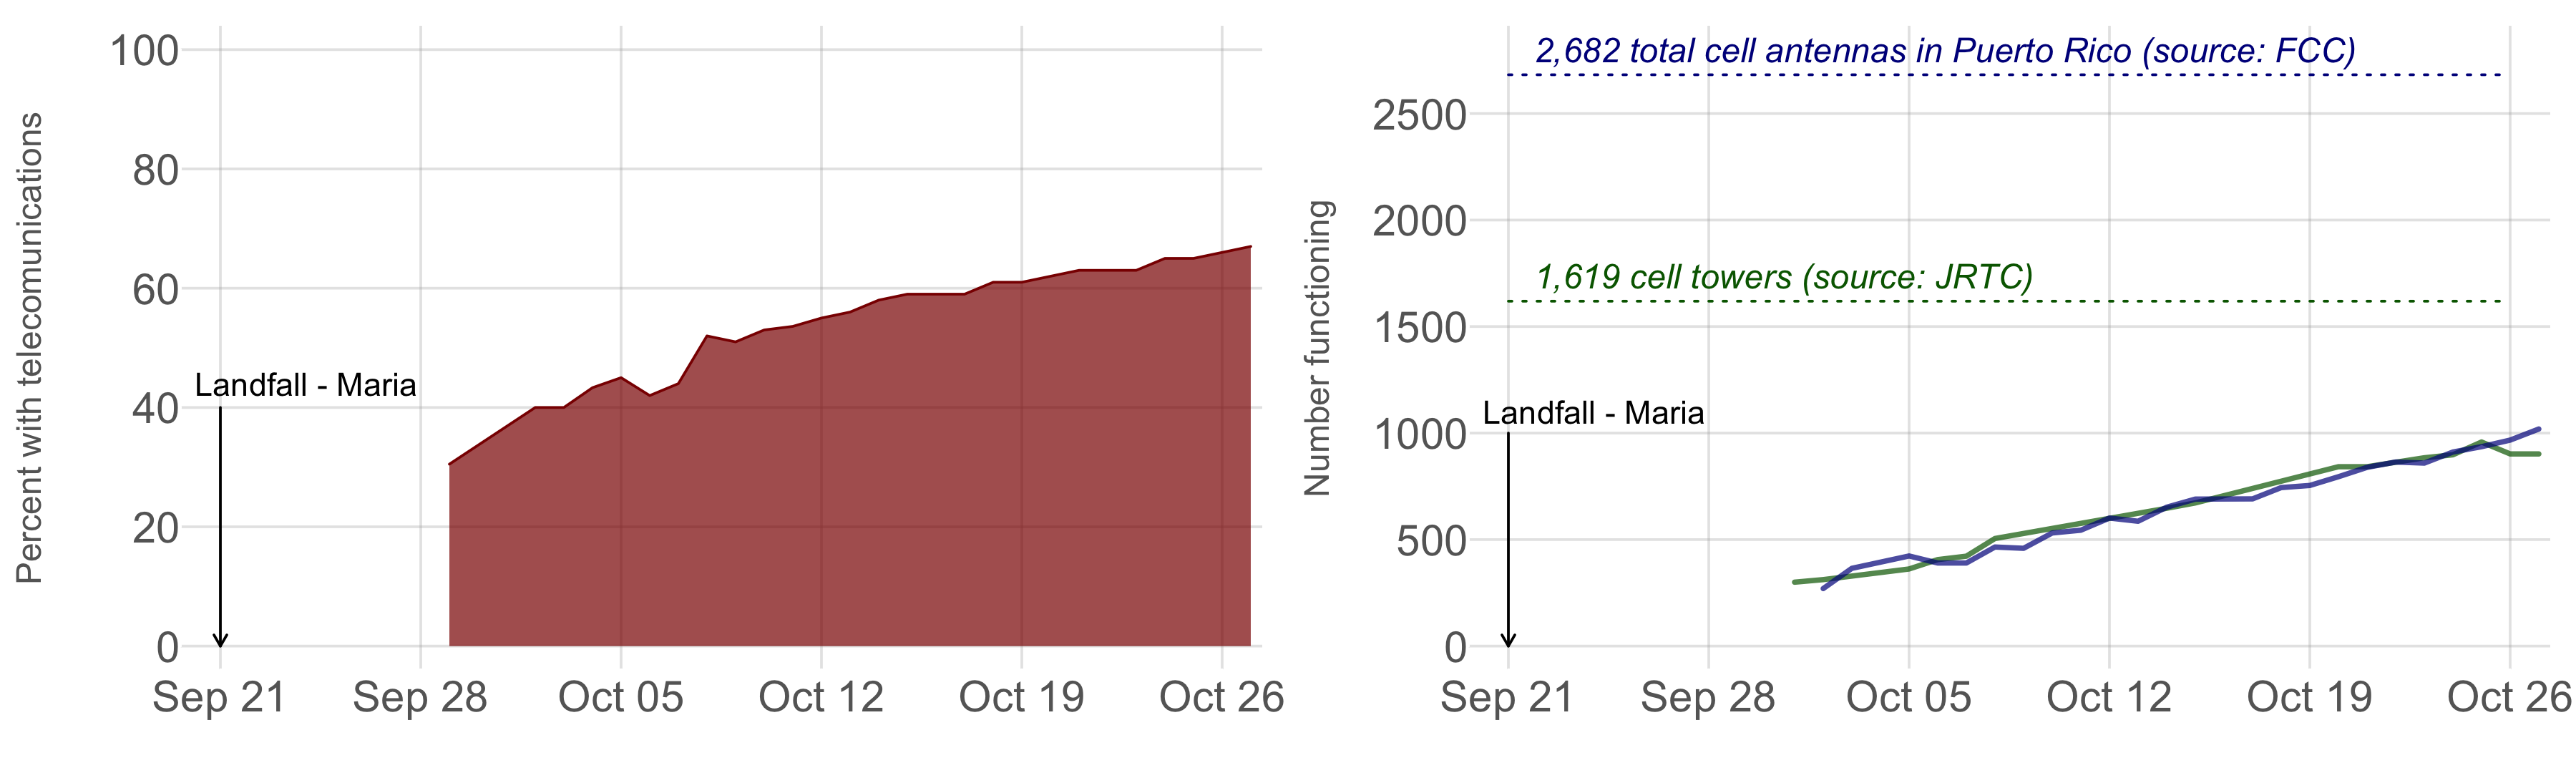 Percent with telecomunications
100
80
60
40
20
0
Landfall - Maria
Sep 21 Sep 28 Oct 05 Oct 12 Oct 19 Oct 26
Number functioning
2500
2000
1500
1000
500
0
2,682 total cell antennas in Puerto Rico (source: FCC)
1,619 cell towers (source: JRTC)
Landfall - Maria
Sep 21 Sep 28 Oct 05 Oct 12 Oct 19 Oct 26